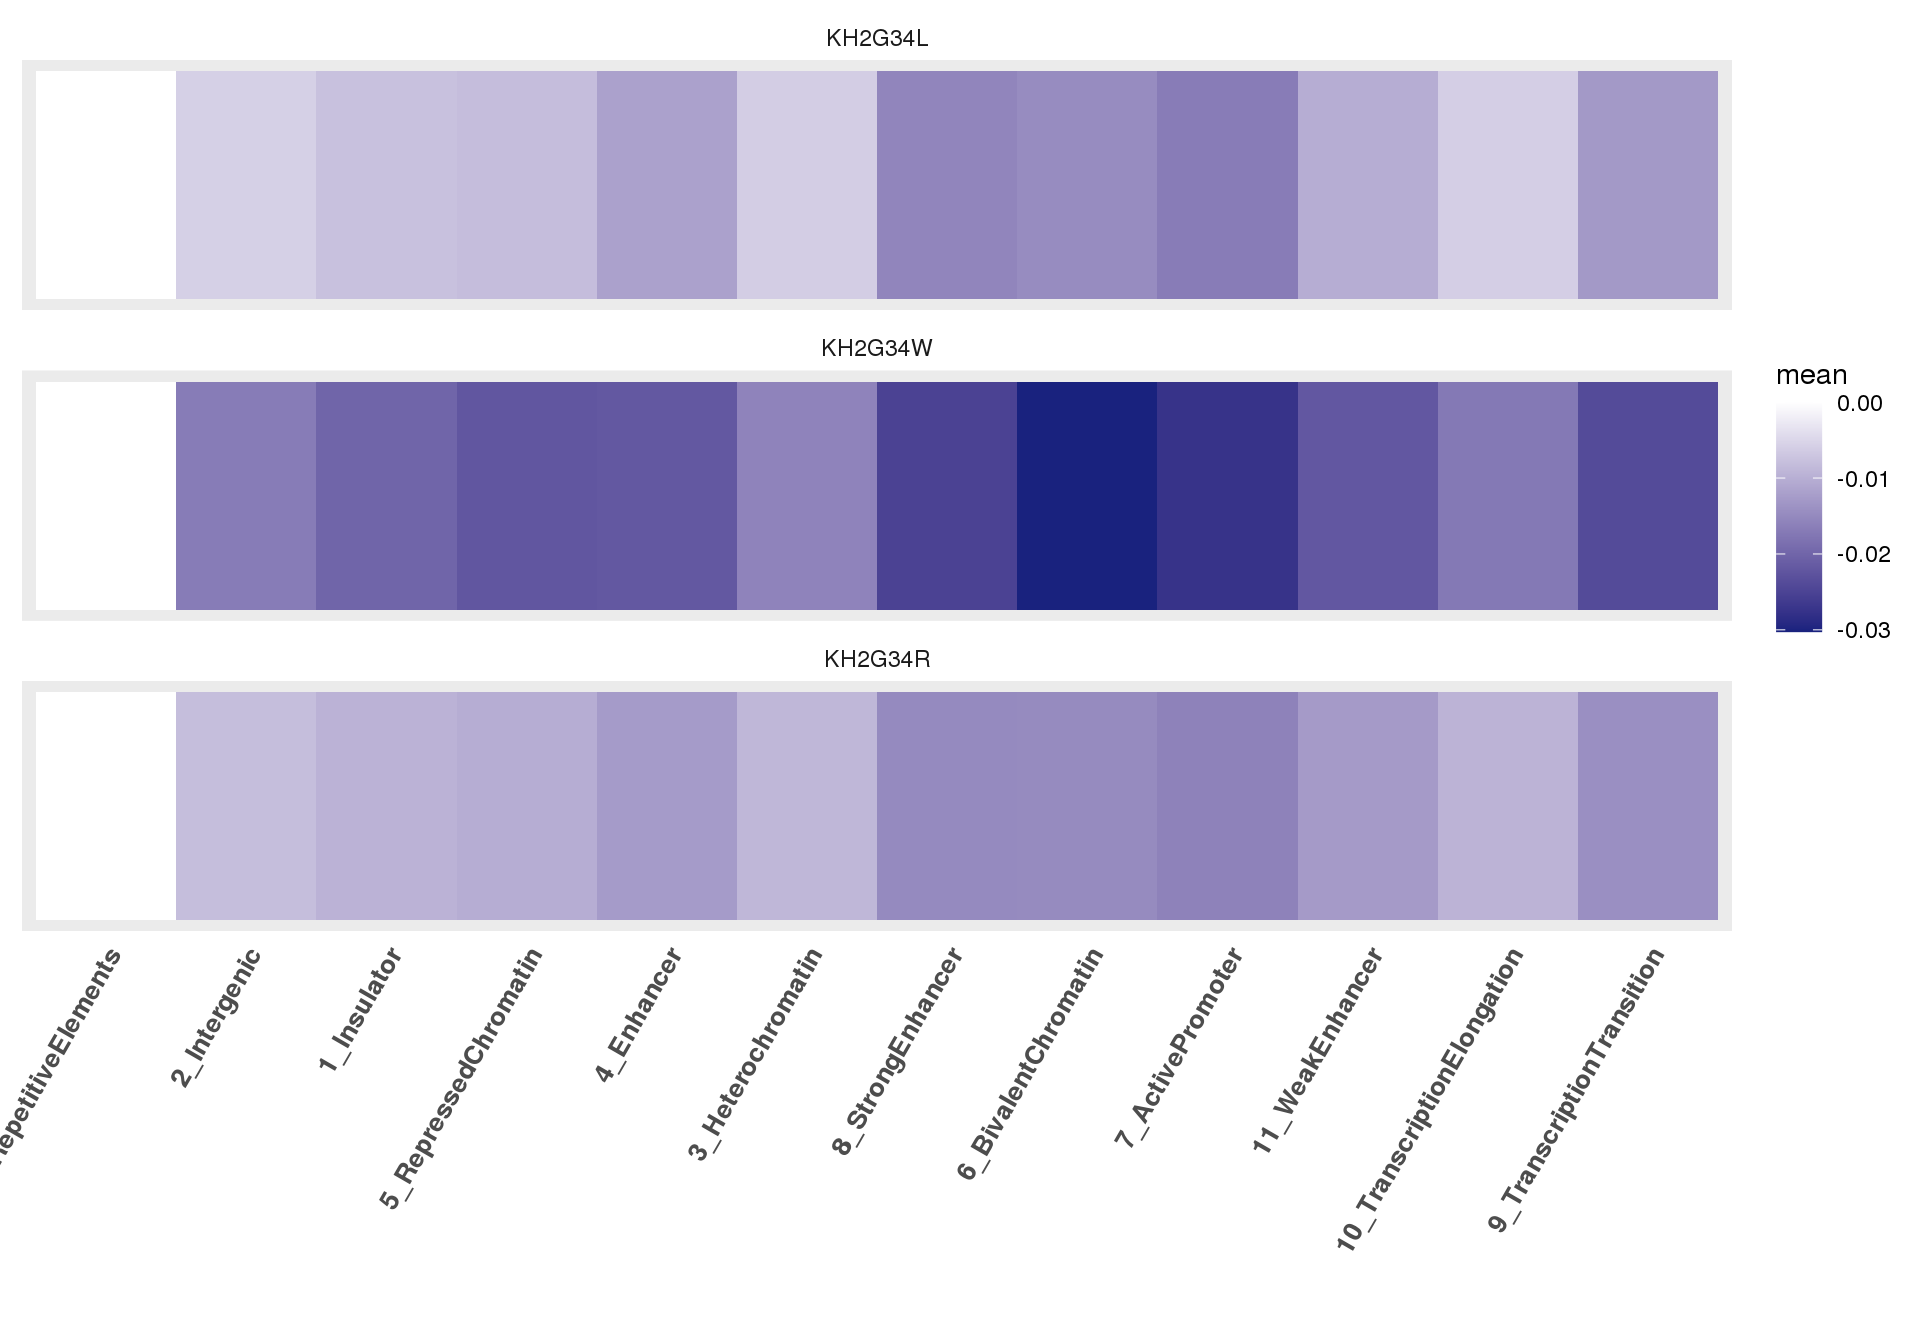 KH2G34L
KH2G34W
mean
0.00
-0.01
-0.02
-0.03
KH2G34R
2_Intergenic
1_Insulator
5_RepressedChromatin
4_Enhancer
3_Heterochromatin
8_StrongEnhancer
6_BivalentChromatin
7_ActivePromoter
11_WeakEnhancer
10_TranscriptionElongation
9_TranscriptionTransition